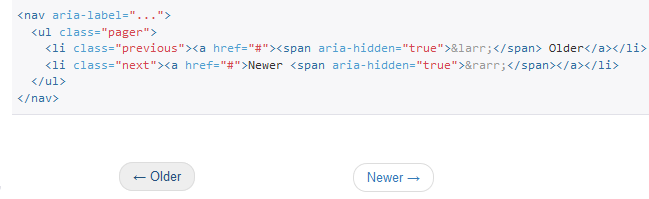 <nav aria-label="...">
<ul class="pager">
<li class="previous"><a href="#"><span aria-hidden="true">&larr;</span> Older</a></li>
<li class="next"><a href="#">Newer <span aria-hidden="true">&rarr;</span></a></li>
</ul>
</nav>
← Older
Newer →